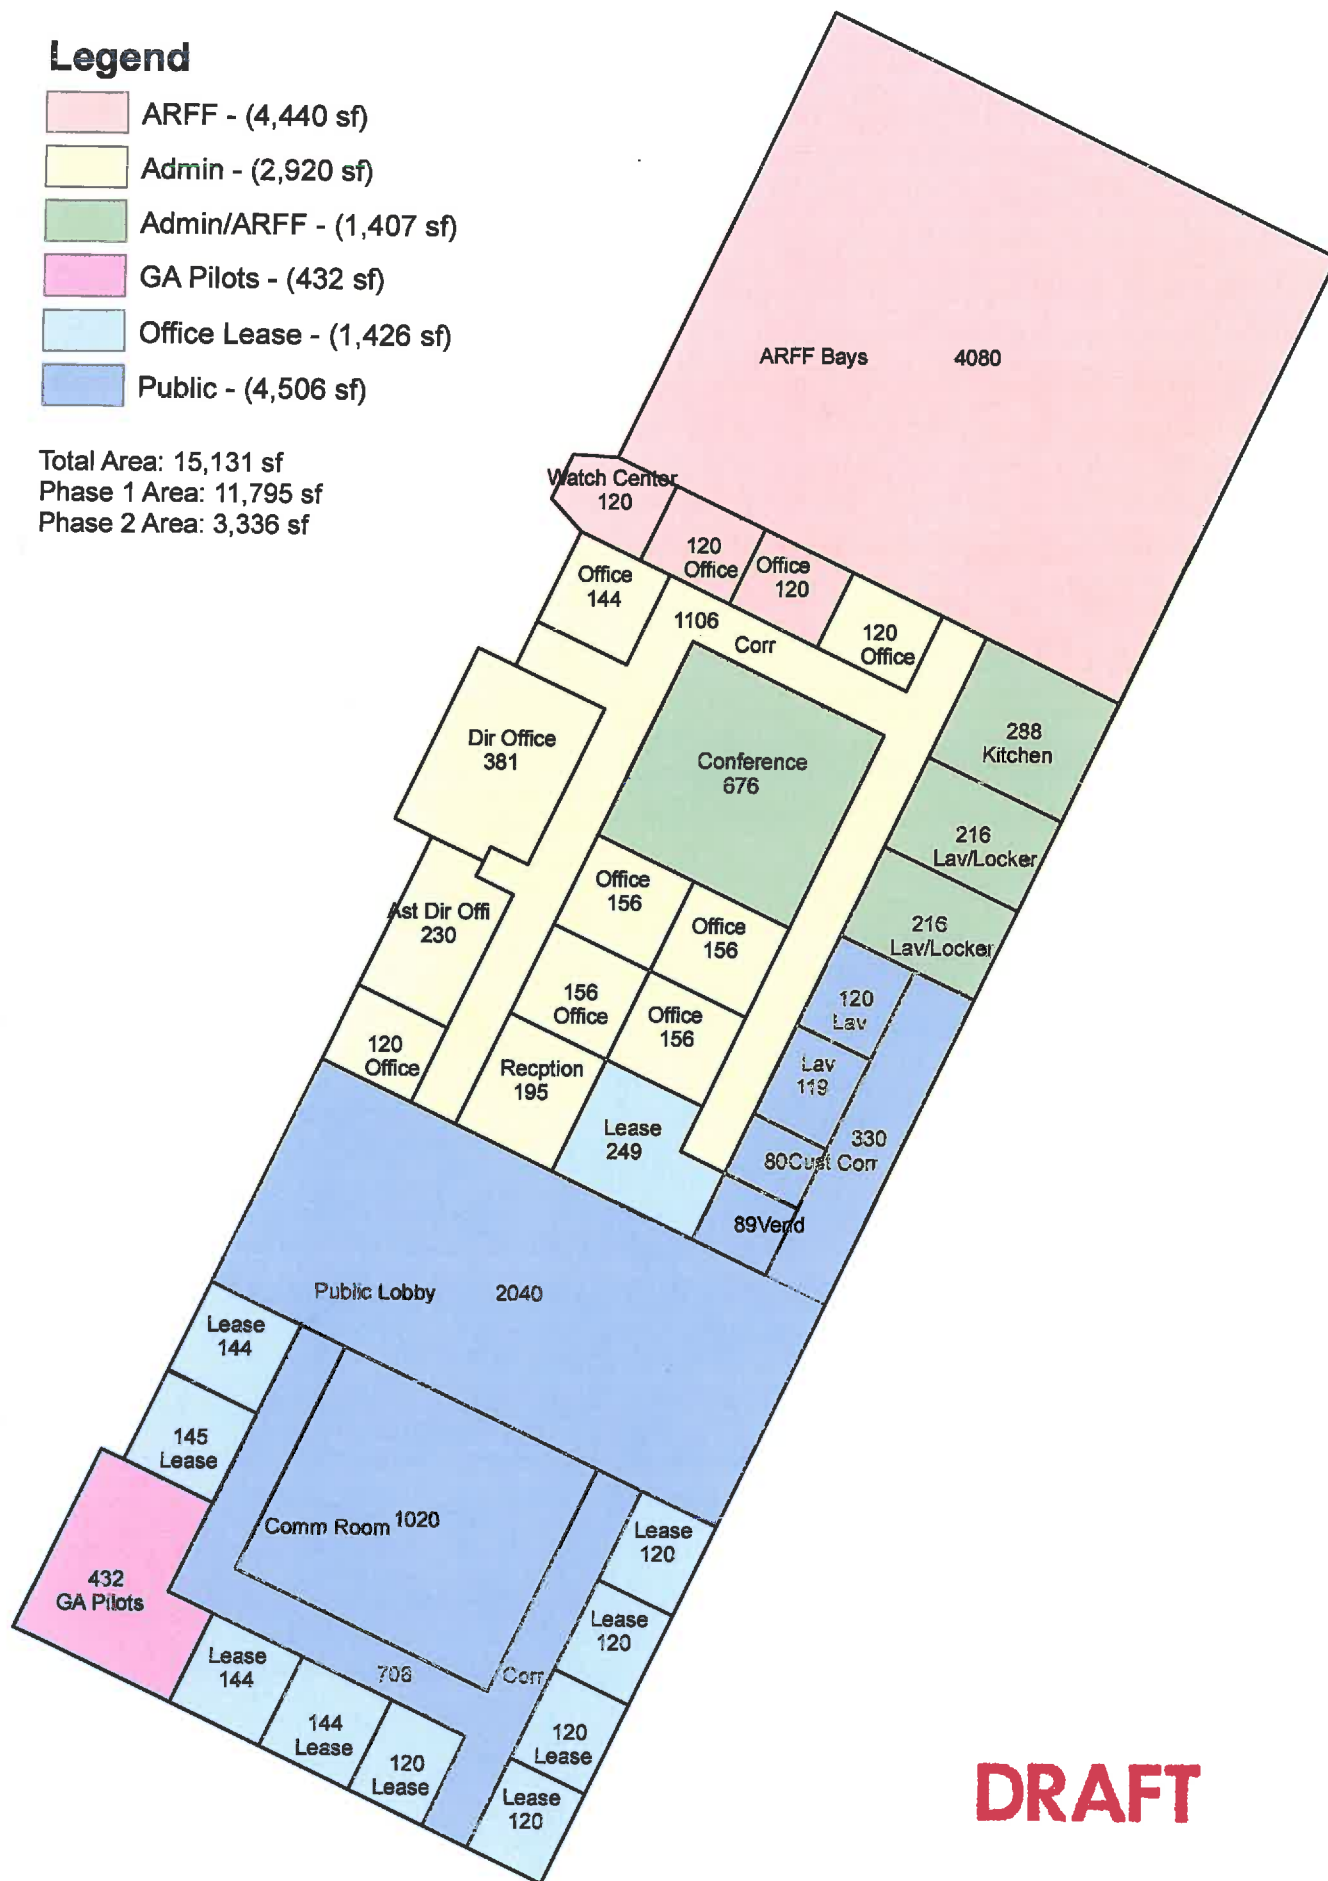 Legend
ARFF - (4,440 sf)
Admin - (2,920 sf)
Admin/ARFF - (1,407 sf)
GA Pilots - (432 sf)
Office Lease - (1,426 sf)
Public - (4,506 sf)
Total Area: 15,131 sf
Phase 1 Area: 11,795 sf
Phase 2 Area: 3,336 sf
ARFF Bays 4080
Watch Center
120
120
Office
Office
120
Office
144
1106
Corr
120
Office
Dir Office
381
Conference
676
288
Kitchen
216
Lav/Locker
216
Lav/Locker
Office
156
Office
156
Ast Dir Offi
230
156
Office
Office
156
120
Lav
Lav
119
120
Office
Recption
195
Lease
249
330
80Cust Corr
89Vend
Public Lobby 2040
Lease
144
145
Lease
Comm Room 1020
432
GA Pilots
Lease
120
Lease
120
Lease
144
708 Corr
144
Lease
120
Lease
120
Lease
Lease
120
DRAFT